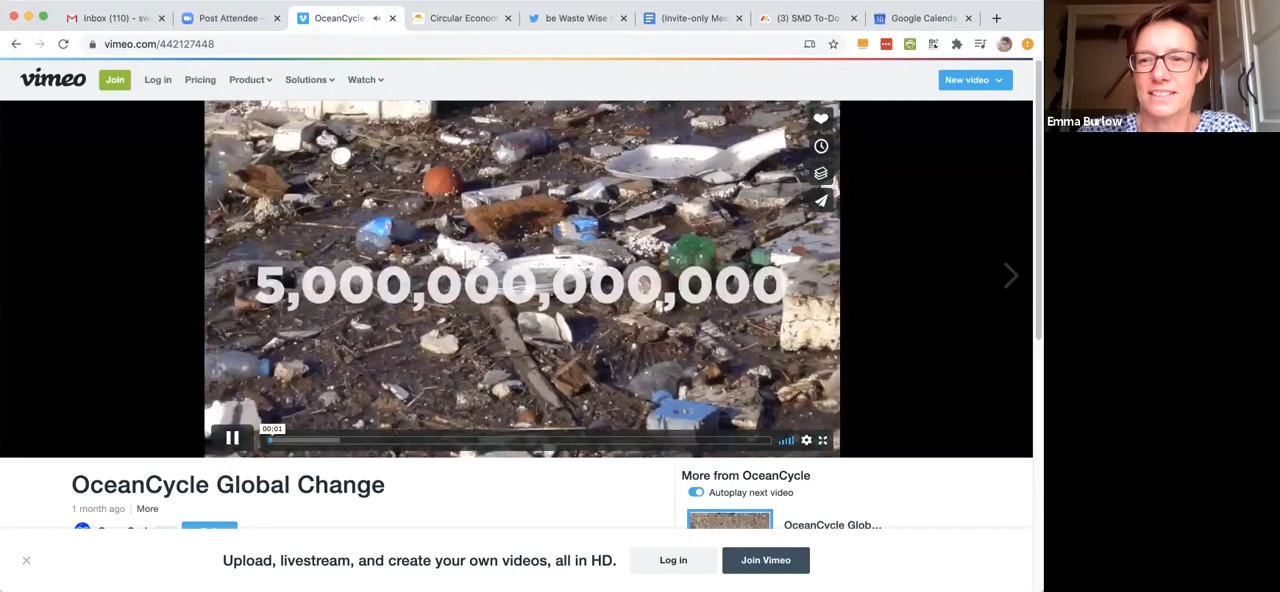 Inbox (110) - sw
Post Attendee -
OceanCycle
Circular Econom
be Waste Wise
(Invite-only Mee
(3) SMD To-Do
10
Google Calenda
vimeo.com/442127448
vimeo
Join
Log in
Pricing
Product
Solutions
Watch
New video
Emma Burlow
5,000,000,000,000
00:01
OceanCycle Global Change
1 month ago
More
More from OceanCycle
Autoplay next video
OceanCycle Glob...
Upload, livestream, and create your own videos, all in HD.
Log in
Join Vimeo